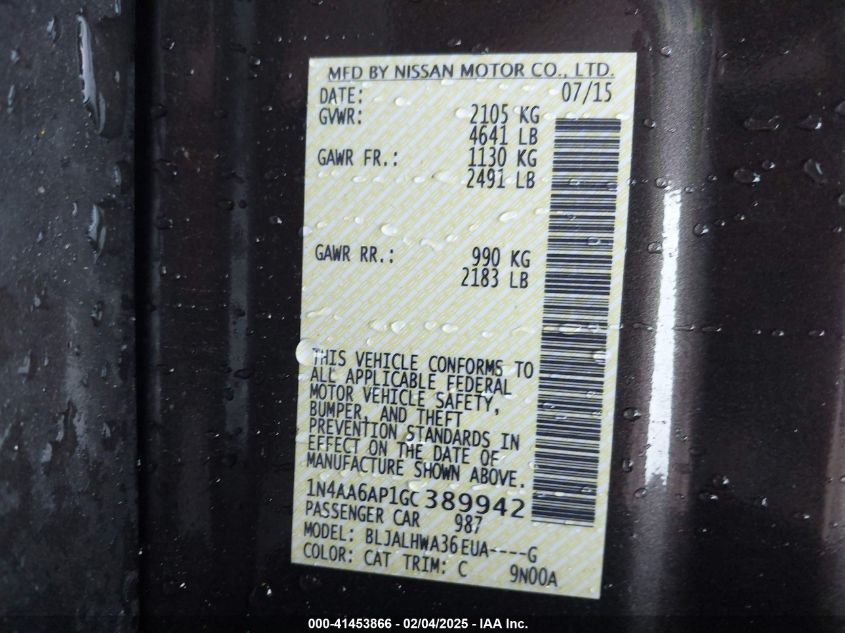 MFD BY NISSAN MOTOR CO., LTD.
DATE: 07/15
GVWR: 2105 KG
4641 LB
GAWR FR.: 1130 KG
2491 LB
GAWR RR.: 990 KG
2183 LB
THIS VEHICLE CONFORMS TO
ALL APPLICABLE FEDERAL
MOTOR VEHICLE SAFETY,
BUMPER, AND THEFT
PREVENTION STANDARDS IN
EFFECT ON THE DATE OF
MANUFACTURE SHOWN ABOVE.
1N4AA6AP1GC389942
PASSENGER CAR 987
MODEL: BLJALHWA36EUA----G
COLOR: CAT TRIM: C 9N00A
000-41453866 - 02/04/2025 - IAA Inc.